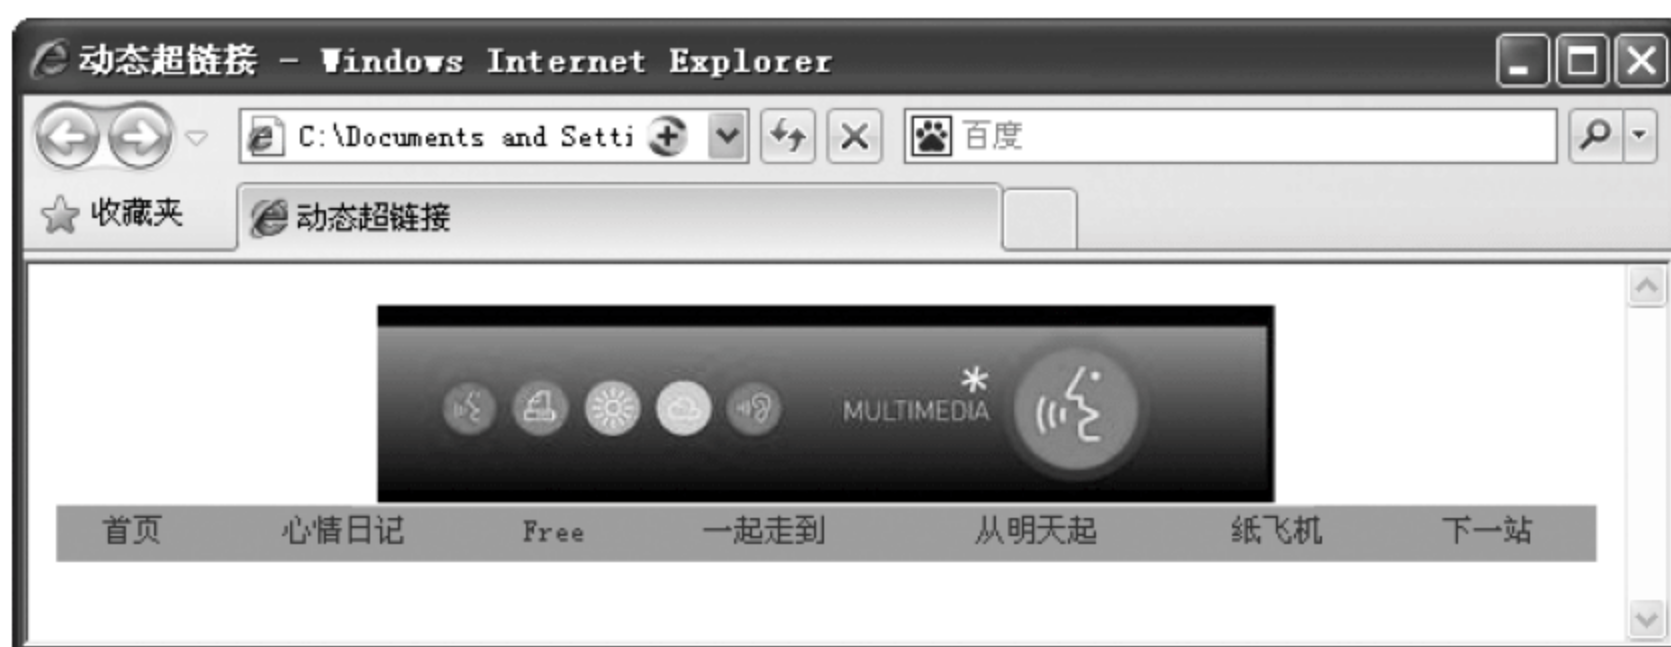 动态超链接 - Windows Internet Explorer
C:\Documents and Setti 百度
收藏夹 动态超链接
* MULTIMEDIA
首页 心情日记 Free 一起走到 从明天起 纸飞机 下一站